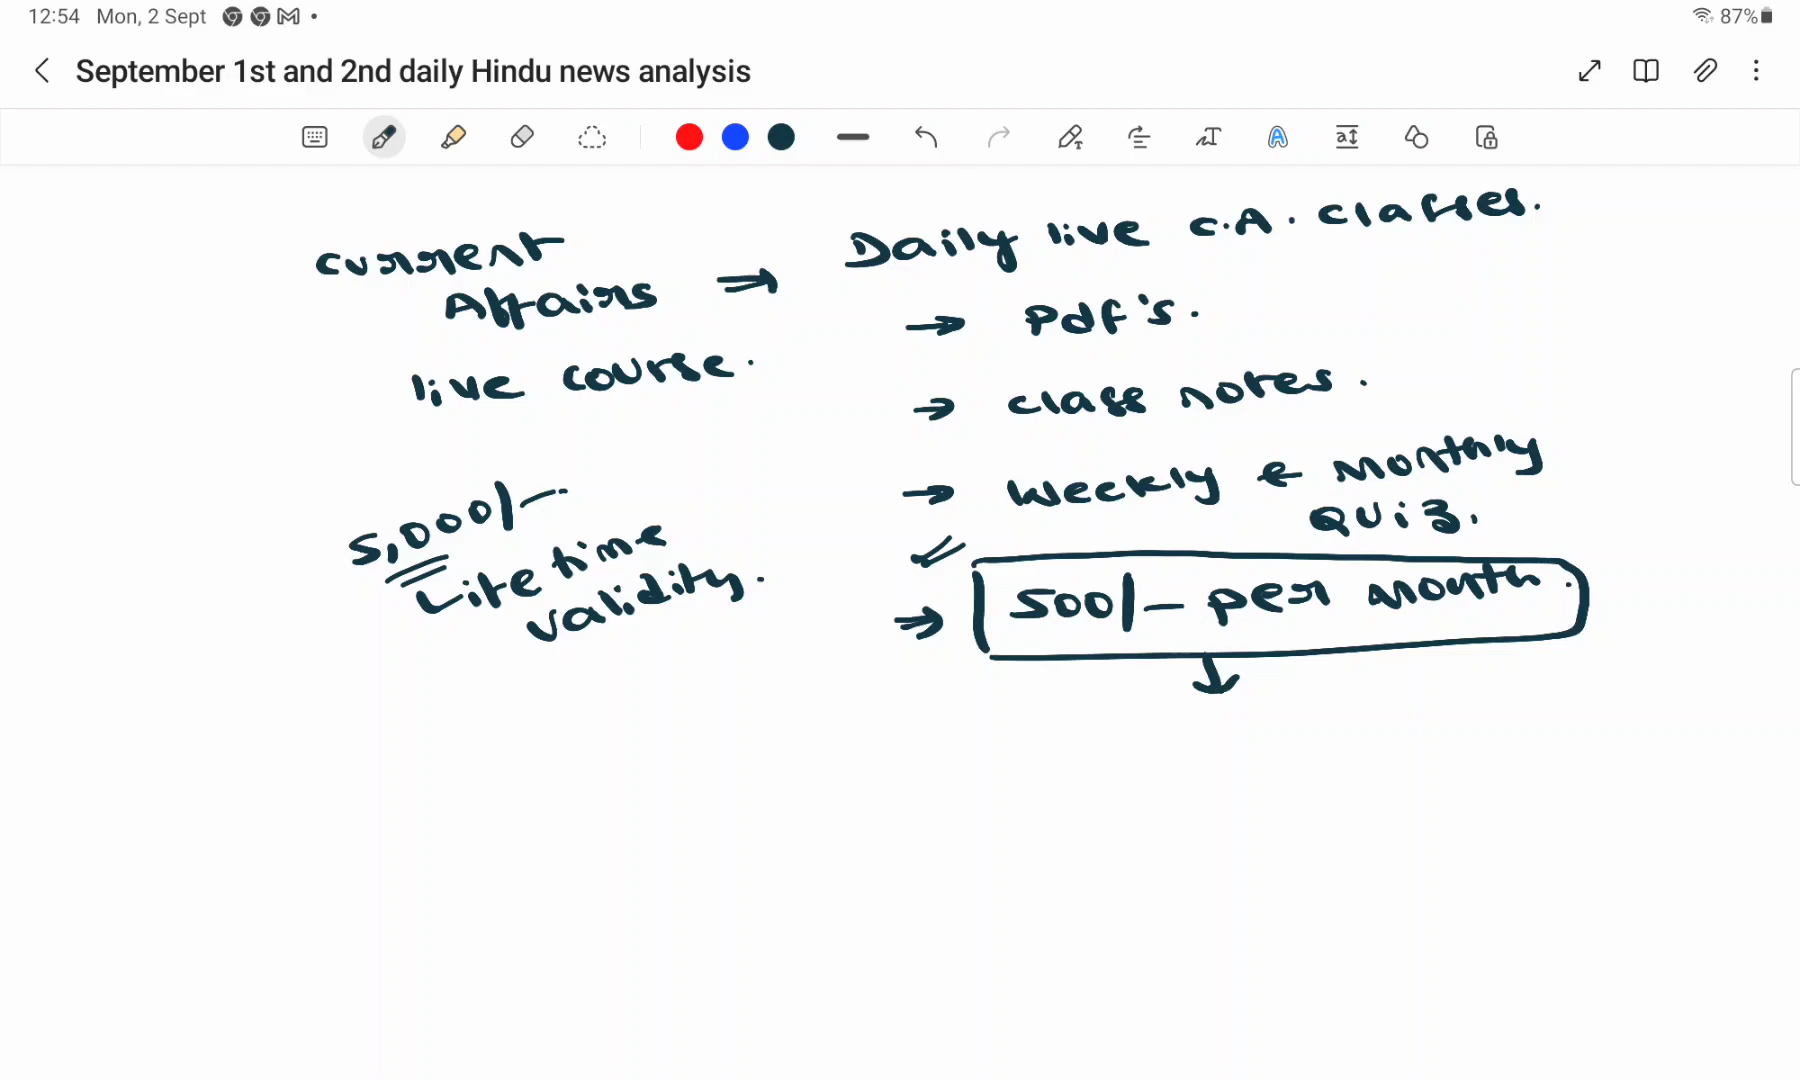 12:54 Mon, 2 Sept
87%
September 1st and 2nd daily Hindu news analysis
current
Affairs
live course.
⇒ Daily live C.A. classes.
→ Pdf's.
→ class notes.
→ weekly & Monthly
Quiz.
⇒ 500/- per month.
5,000/-
Life time
validity.